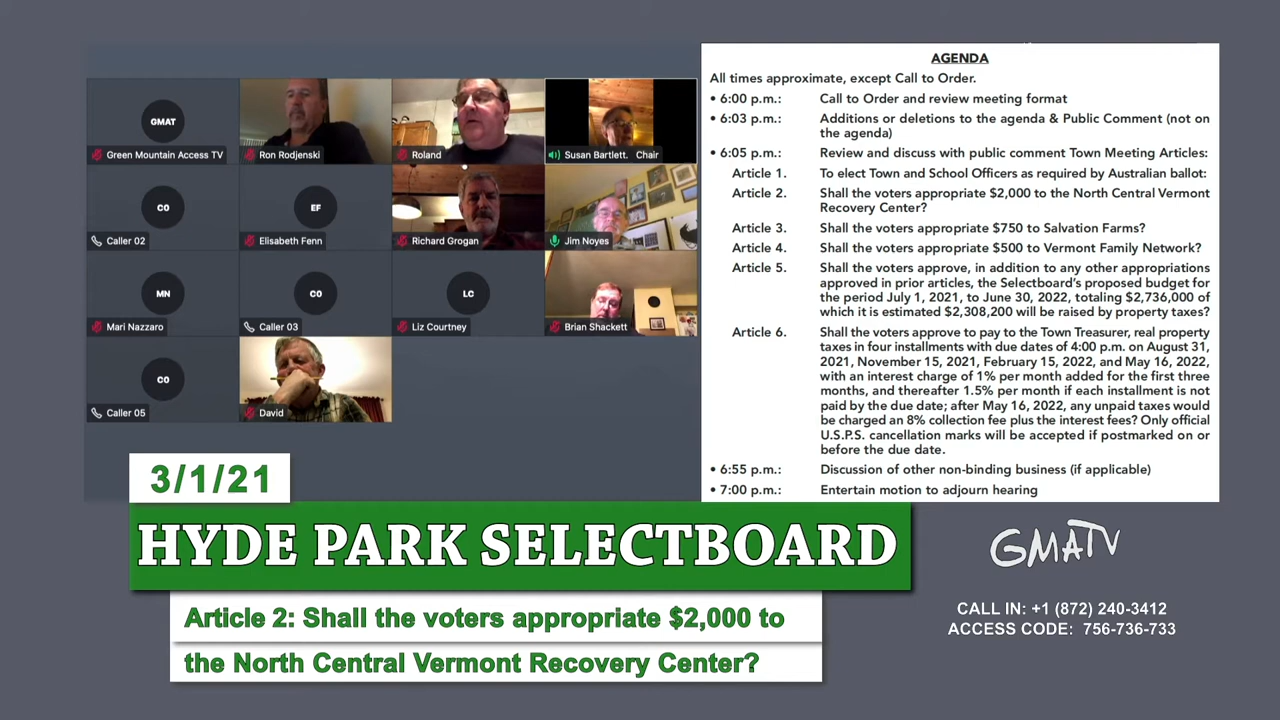 GMAT
Green Mountain Access TV
Ron Rodjenski
Roland
Susan Bartlett. Chair
C0
Caller 02
EF
Elisabeth Fenn
Richard Grogan
Jim Noyes
MN
Mari Nazzaro
C0
Caller 03
LC
Liz Courtney
Brian Shackett
C0
Caller 05
David
AGENDA
All times approximate, except Call to Order.
• 6:00 p.m.: Call to Order and review meeting format
• 6:03 p.m.: Additions or deletions to the agenda & Public Comment (not on
the agenda)
• 6:05 p.m.: Review and discuss with public comment Town Meeting Articles:
Article 1. To elect Town and School Officers as required by Australian ballot:
Article 2. Shall the voters appropriate $2,000 to the North Central Vermont
Recovery Center?
Article 3. Shall the voters appropriate $750 to Salvation Farms?
Article 4. Shall the voters appropriate $500 to Vermont Family Network?
Article 5. Shall the voters approve, in addition to any other appropriations
approved in prior articles, the Selectboard's proposed budget for
the period July 1, 2021, to June 30, 2022, totaling $2,736,000 of
which it is estimated $2,308,200 will be raised by property taxes?
Article 6. Shall the voters approve to pay to the Town Treasurer, real property
taxes in four installments with due dates of 4:00 p.m. on August 31,
2021, November 15, 2021, February 15, 2022, and May 16, 2022,
with an interest charge of 1% per month added for the first three
months, and thereafter 1.5% per month if each installment is not
paid by the due date; after May 16, 2022, any unpaid taxes would
be charged an 8% collection fee plus the interest fees? Only official
U.S.P.S. cancellation marks will be accepted if postmarked on or
before the due date.
• 6:55 p.m.: Discussion of other non-binding business (if applicable)
• 7:00 p.m.: Entertain motion to adjourn hearing
3/1/21
HYDE PARK SELECTBOARD
Article 2: Shall the voters appropriate $2,000 to
the North Central Vermont Recovery Center?
GMATV
CALL IN: +1 (872) 240-3412
ACCESS CODE: 756-736-733